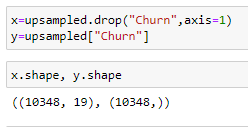 x=upsampled.drop("Churn",axis=1)
y=upsampled["Churn"]
x.shape, y.shape
((10348, 19), (10348,))